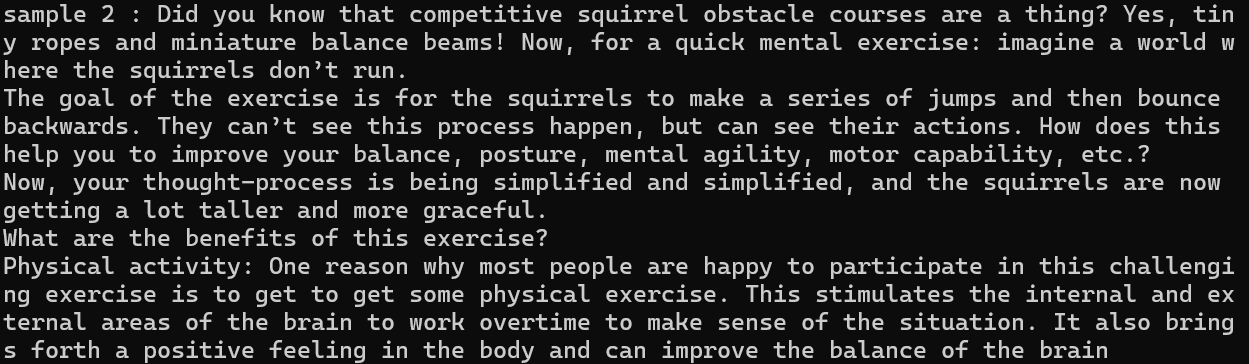 sample 2 : Did you know that competitive squirrel obstacle courses are a thing? Yes, tin
y ropes and miniature balance beams! Now, for a quick mental exercise: imagine a world w
here the squirrels don’t run.
The goal of the exercise is for the squirrels to make a series of jumps and then bounce
backwards. They can’t see this process happen, but can see their actions. How does this
help you to improve your balance, posture, mental agility, motor capability, etc.?
Now, your thought-process is being simplified and simplified, and the squirrels are now
getting a lot taller and more graceful.
What are the benefits of this exercise?
Physical activity: One reason why most people are happy to participate in this challengi
ng exercise is to get to get some physical exercise. This stimulates the internal and ex
ternal areas of the brain to work overtime to make sense of the situation. It also bring
s forth a positive feeling in the body and can improve the balance of the brain